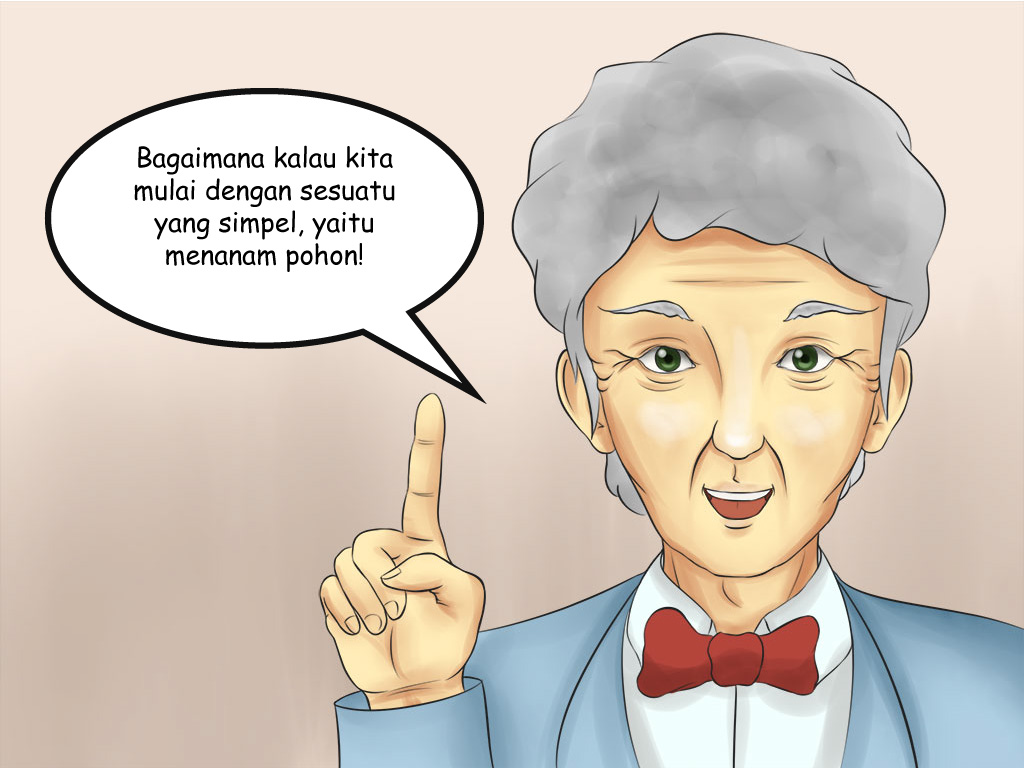 Bagaimana kalau kita
mulai dengan sesuatu
yang simpel, yaitu
menanam pohon!